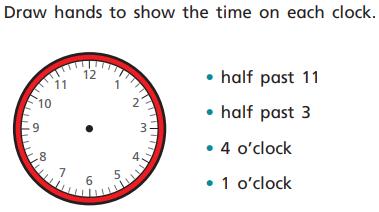 Draw hands to show the time on each clock.
12
11
1
10
2
9
3
8
4
7
5
6
• half past 11
• half past 3
• 4 o'clock
• 1 o'clock